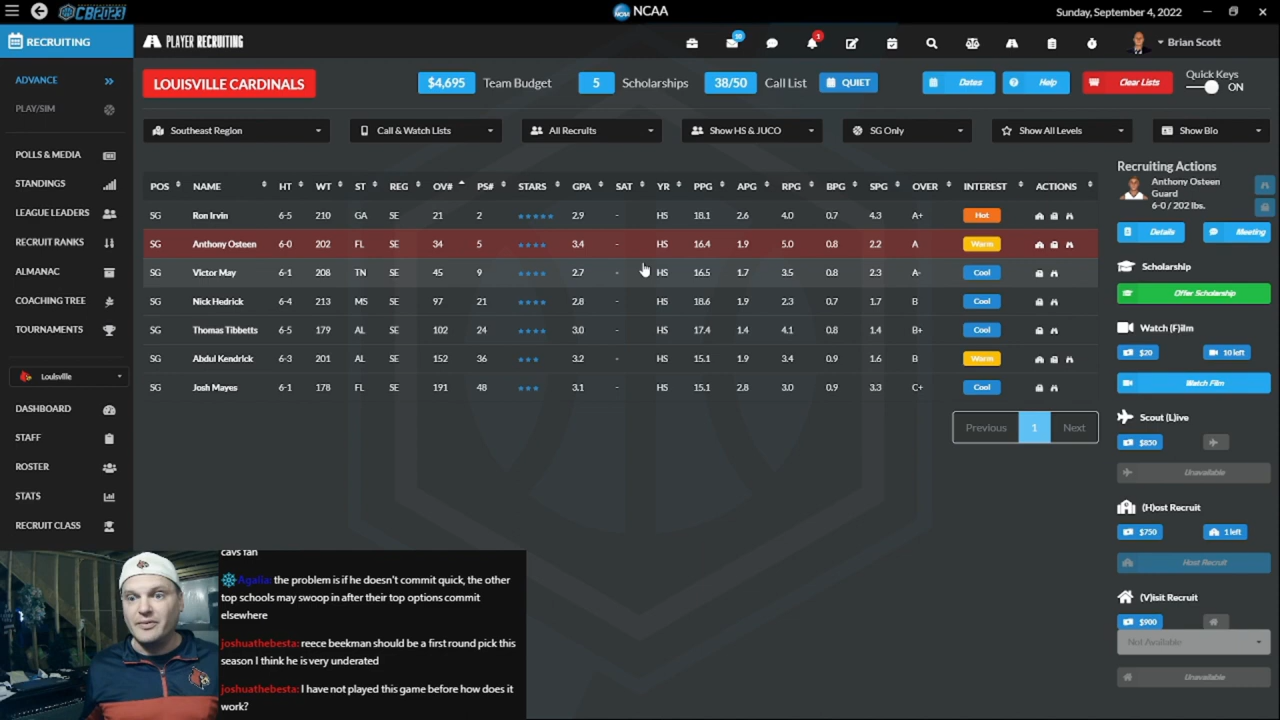 CB2023
NCAA
Sunday, September 4, 2022
RECRUITING
PLAYER RECRUITING
10
1
Brian Scott
ADVANCE
PLAY/SIM
POLLS & MEDIA
STANDINGS
LEAGUE LEADERS
RECRUIT RANKS
ALMANAC
COACHING TREE
TOURNAMENTS
Louisville
DASHBOARD
STAFF
ROSTER
STATS
RECRUIT CLASS
LOUISVILLE CARDINALS
$4,695 Team Budget 5 Scholarships 38/50 Call List QUIET
Dates Help Clear Lists Quick Keys ON
Southeast Region Call & Watch Lists All Recruits Show HS & JUCO SG Only Show All Levels Show Bio
POS NAME HT WT ST REG OV# PS# STARS GPA SAT YR PPG APG RPG BPG SPG OVER INTEREST ACTIONS
SG Ron Irvin 6-5 210 GA SE 21 2 ★★★★★ 2.9 - HS 18.1 2.6 4.0 0.7 4.3 A+ Hot
SG Anthony Osteen 6-0 202 FL SE 34 5 ★★★★ 3.4 - HS 16.4 1.9 5.0 0.8 2.2 A Warm
SG Victor May 6-1 208 TN SE 45 9 ★★★★ 2.7 - HS 16.5 1.7 3.5 0.8 2.3 A- Cool
SG Nick Hedrick 6-4 213 MS SE 97 21 ★★★★ 2.8 - HS 18.6 1.9 2.3 0.7 1.7 B Cool
SG Thomas Tibbetts 6-5 179 AL SE 102 24 ★★★★ 3.0 - HS 17.4 1.4 4.1 0.8 1.4 B+ Cool
SG Abdul Kendrick 6-3 201 AL SE 152 36 ★★★ 3.2 - HS 15.1 1.9 3.4 0.9 1.6 B Warm
SG Josh Mayes 6-1 178 FL SE 191 48 ★★★ 3.1 - HS 15.1 2.8 3.0 0.9 3.3 C+ Cool
Previous 1 Next
Recruiting Actions
Anthony Osteen
Guard
6-0 / 202 lbs.
Details Meeting
Scholarship
Offer Scholarship
Watch (F)ilm
$20 10 left
Watch Film
Scout (L)ive
$850
Unavailable
(H)ost Recruit
$750 1 left
Host Recruit
(V)isit Recruit
$900
Not Available
Unavailable
cavs fan
Agalia: the problem is if he doesn't commit quick, the other
top schools may swoop in after their top options commit
elsewhere
joshuathebesta: reece beekman should be a first round pick this
season I think he is very underated
joshuathebesta: I have not played this game before how does it
work?